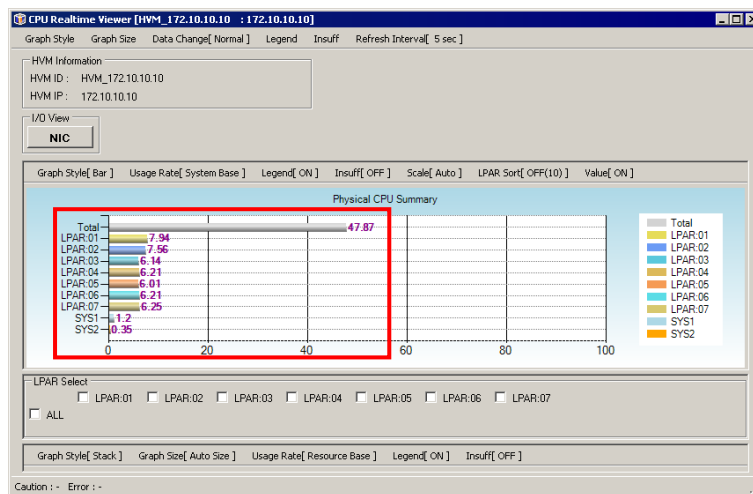 CPU Realtime Viewer [HVM_172.10.10.10 : 172.10.10.10]
Graph Style Graph Size Data Change[ Normal ] Legend Insuff Refresh Interval[ 5 sec ]
HVM Information
HVM ID : HVM_172.10.10.10
HVM IP : 172.10.10.10
I/O View
NIC
Graph Style[ Bar ] Usage Rate[ System Base ] Legend[ ON ] Insuff[ OFF ] Scale[ Auto ] LPAR Sort[ OFF(10) ] Value[ ON ]
Physical CPU Summary
Total 47.87
LPAR:01 7.94
LPAR:02 7.56
LPAR:03 6.14
LPAR:04 6.21
LPAR:05 6.01
LPAR:06 6.21
LPAR:07 6.25
SYS1 1.2
SYS2 0.35
0 20 40 60 80 100
Total
LPAR:01
LPAR:02
LPAR:03
LPAR:04
LPAR:05
LPAR:06
LPAR:07
SYS1
SYS2
LPAR Select
LPAR:01 LPAR:02 LPAR:03 LPAR:04 LPAR:05 LPAR:06 LPAR:07
ALL
Graph Style[ Stack ] Graph Size[ Auto Size ] Usage Rate[ Resource Base ] Legend[ ON ] Insuff[ OFF ]
Caution : - Error : -